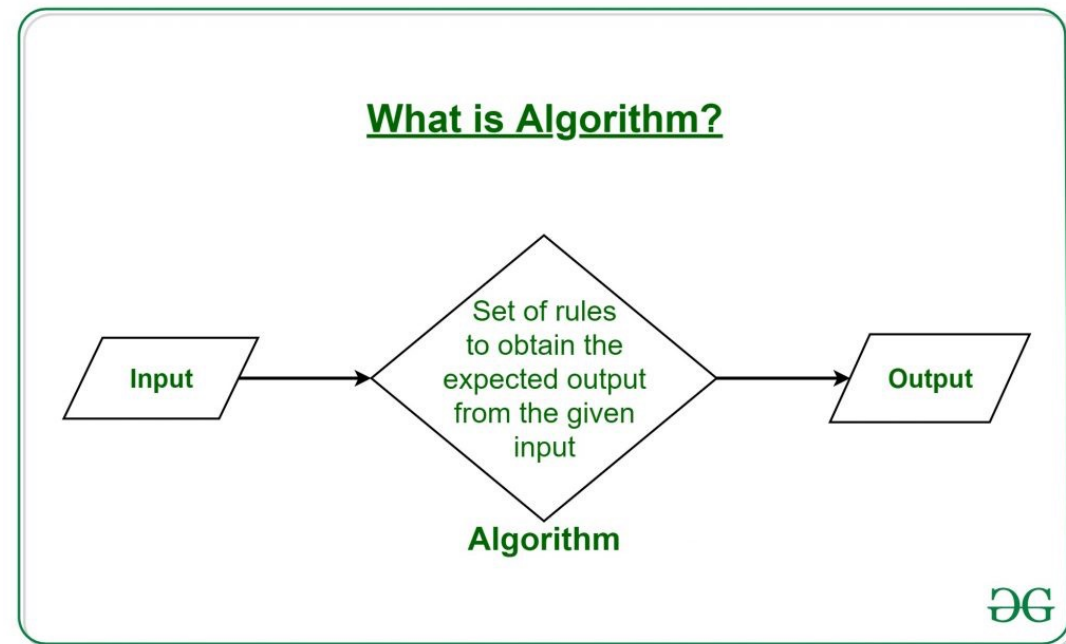 What is Algorithm?
Input
Set of rules
to obtain the
expected output
from the given
input
Output
Algorithm